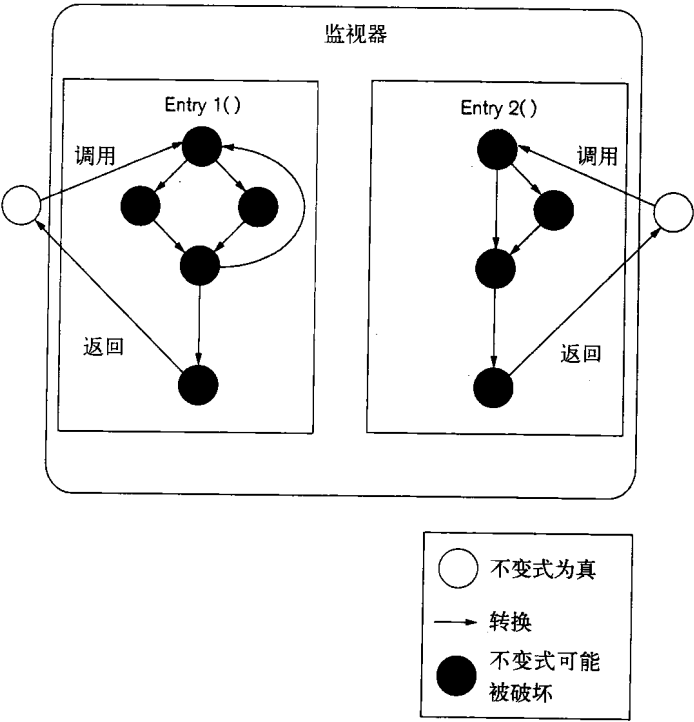 监视器
Entry 1( )
Entry 2( )
调用
调用
返回
返回
不变式为真
转换
不变式可能
被破坏